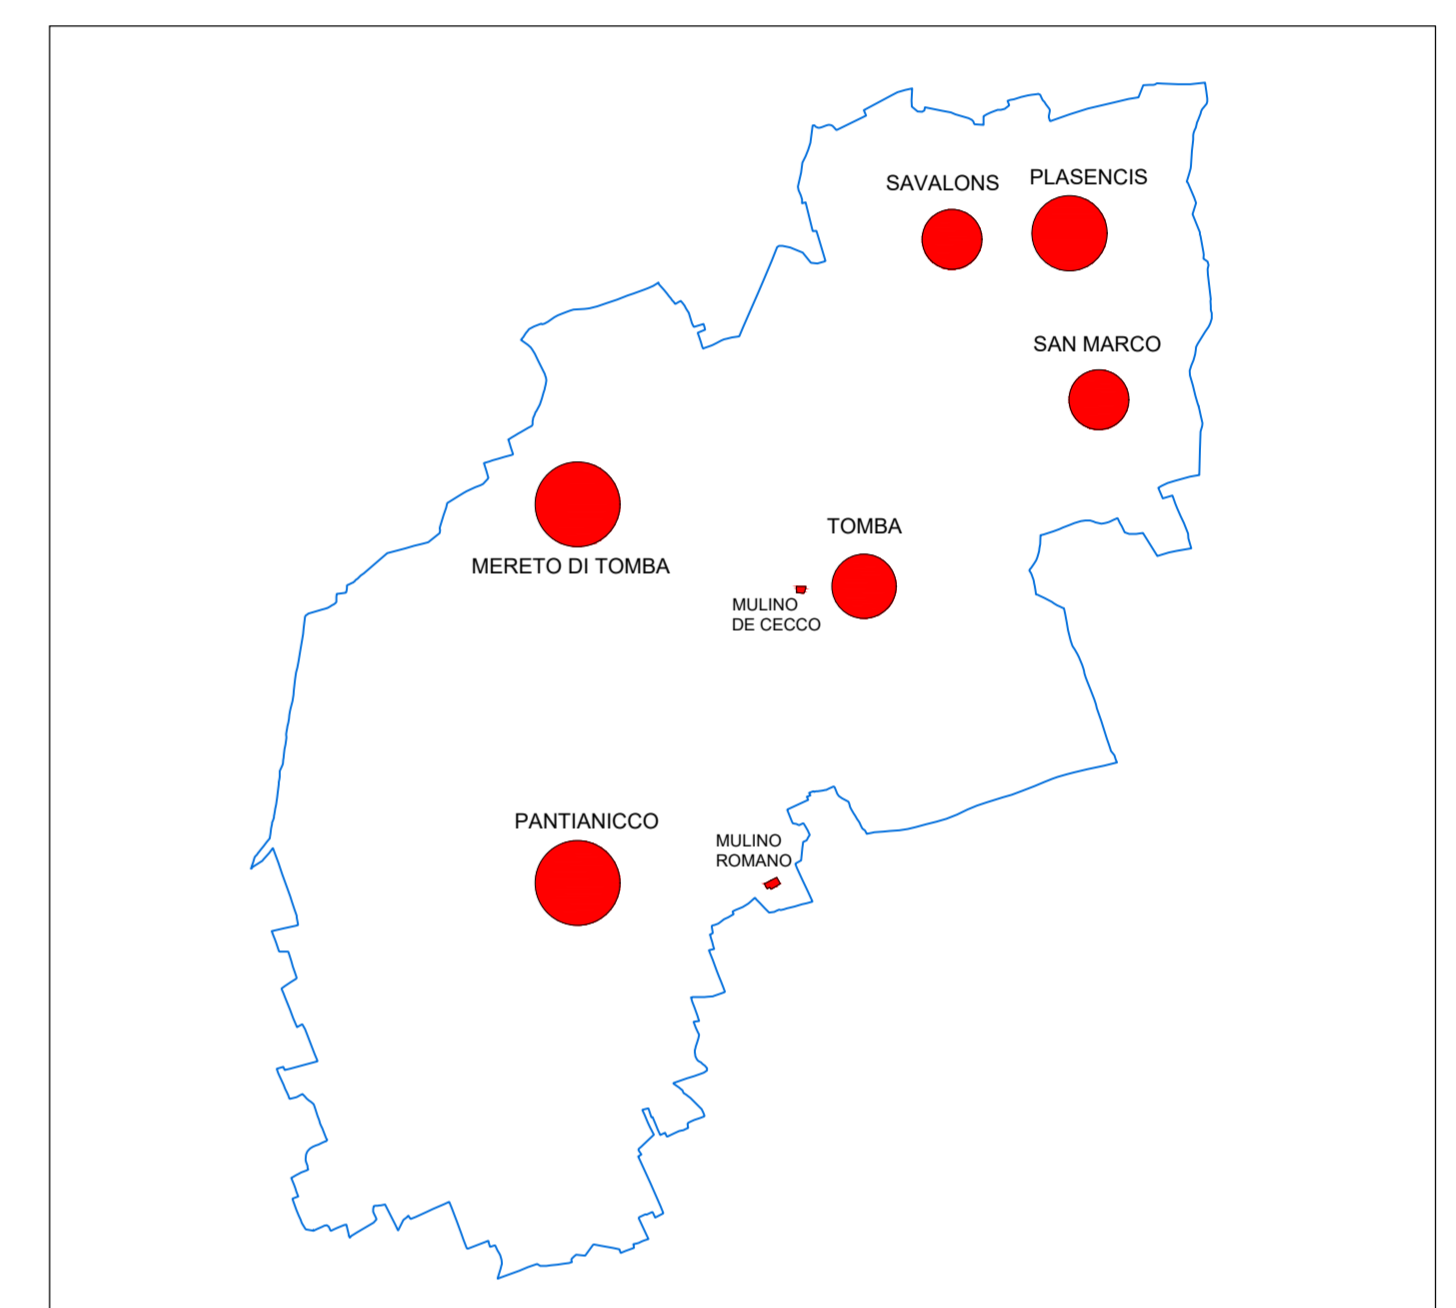 SAVALONS
PLASENCIS
SAN MARCO
MERETO DI TOMBA
TOMBA
MULINO
DE CECCO
PANTIANICCO
MULINO
ROMANO